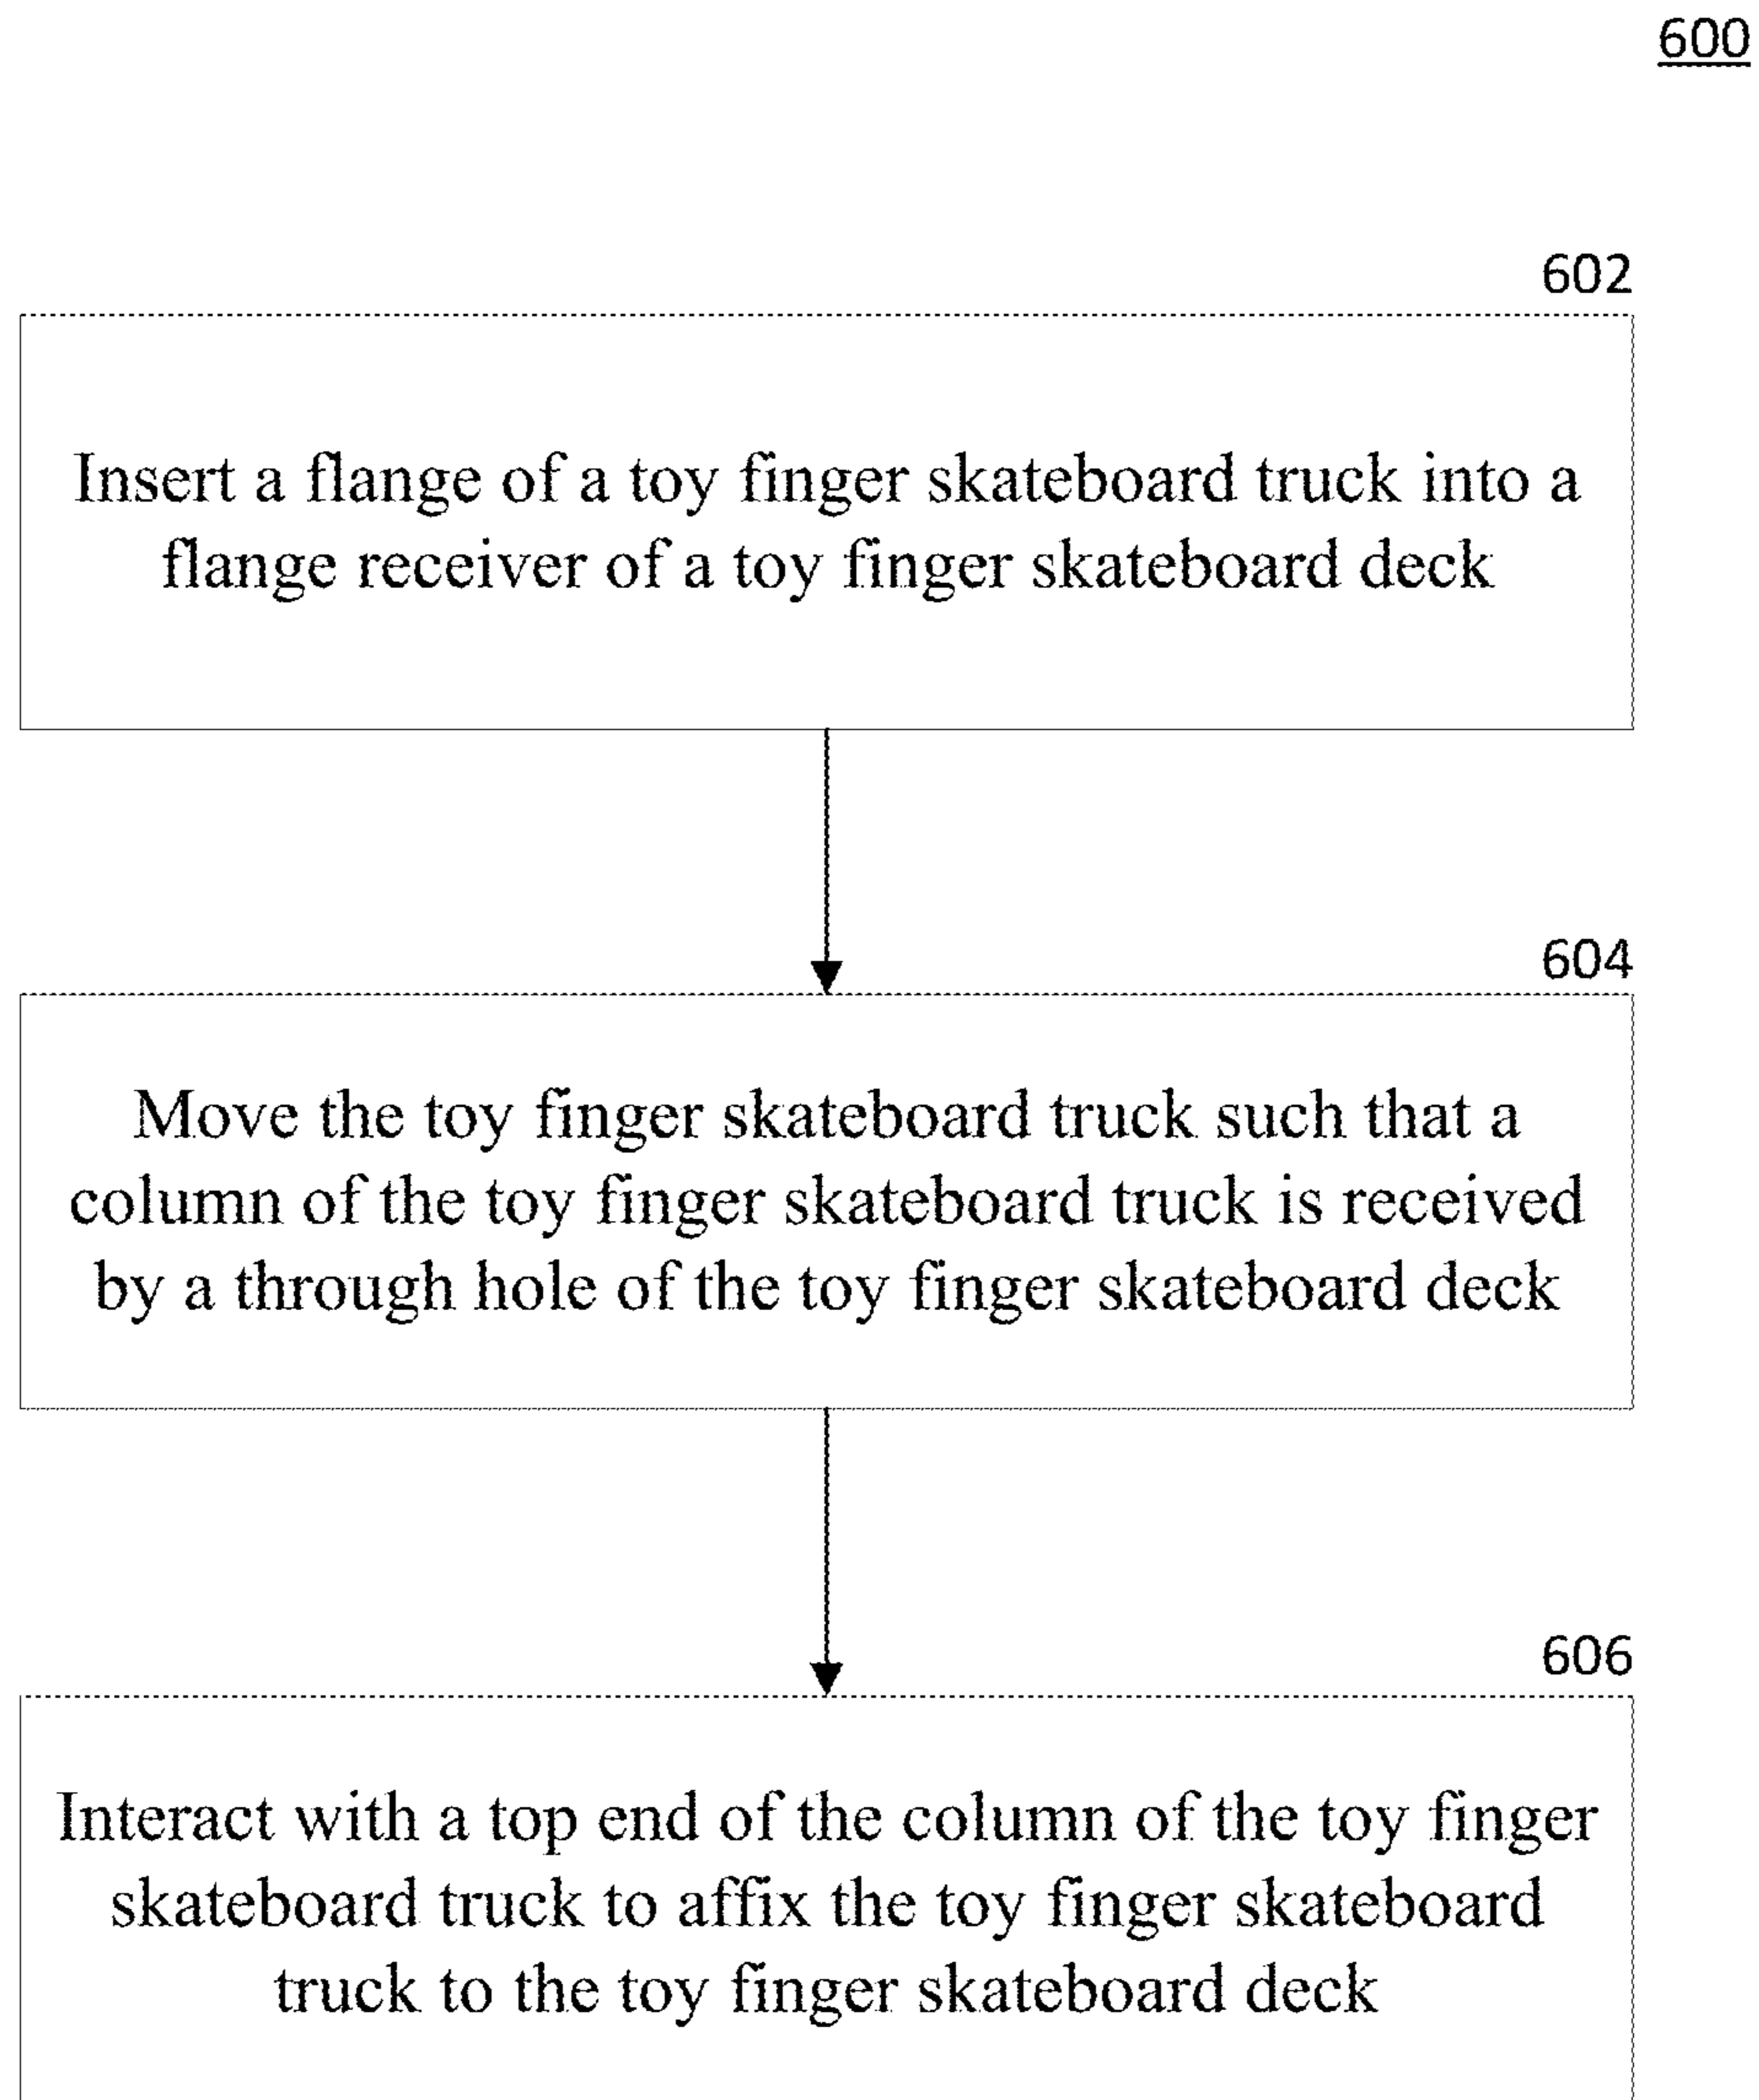 600
602
Insert a flange of a toy finger skateboard truck into a
flange receiver of a toy finger skateboard deck
604
Move the toy finger skateboard truck such that a
column of the toy finger skateboard truck is received
by a through hole of the toy finger skateboard deck
606
Interact with a top end of the column of the toy finger
skateboard truck to affix the toy finger skateboard
truck to the toy finger skateboard deck